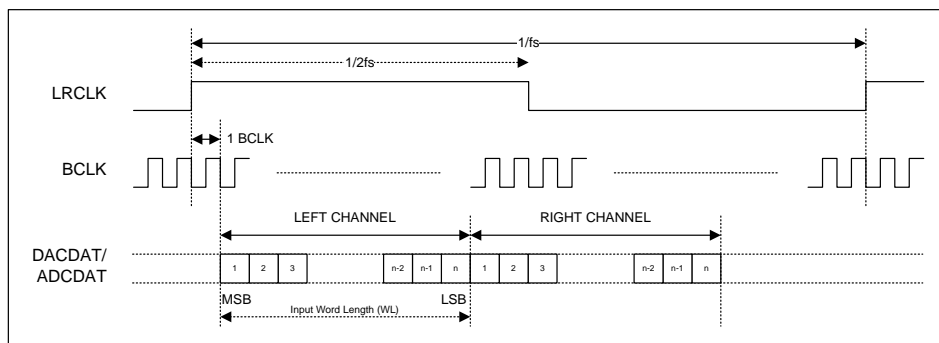 1/fs
1/2fs
LRCLK
1 BCLK
BCLK
LEFT CHANNEL RIGHT CHANNEL
DACDAT/
ADCDAT
1 2 3 n-2 n-1 n 1 2 3 n-2 n-1 n
MSB LSB
Input Word Length (WL)